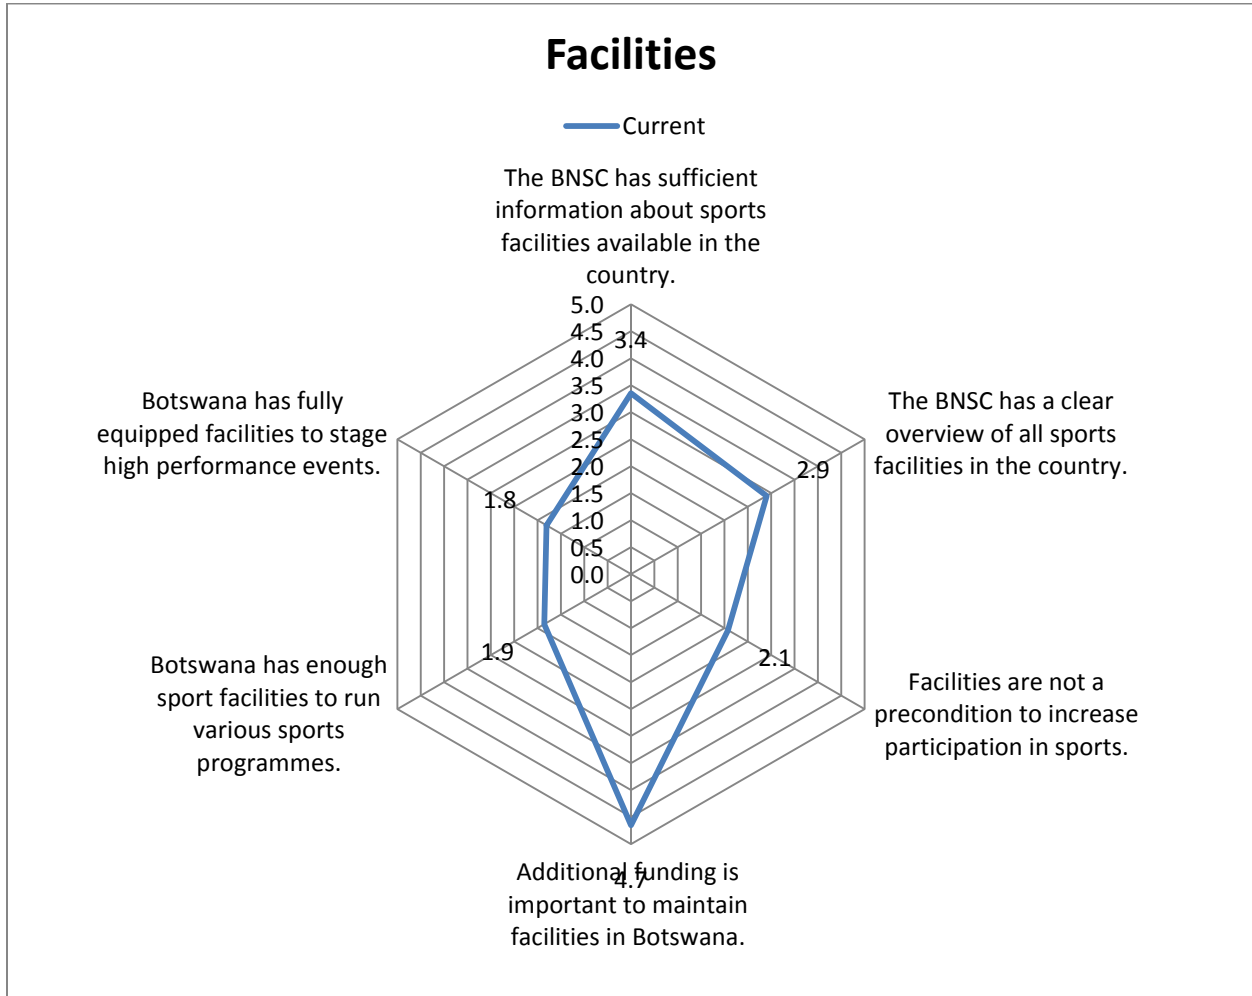 Facilities
Current
The BNSC has sufficient
information about sports
facilities available in the
country.
5.0
4.5
3.4
4.0
3.5
3.0
2.5
2.0
1.5
1.0
0.5
0.0
Botswana has fully
equipped facilities to stage
high performance events.
1.8
The BNSC has a clear
overview of all sports
facilities in the country.
2.9
Botswana has enough
sport facilities to run
various sports
programmes.
1.9
2.1
Facilities are not a
precondition to increase
participation in sports.
Additional funding is
important to maintain
facilities in Botswana.
4.7